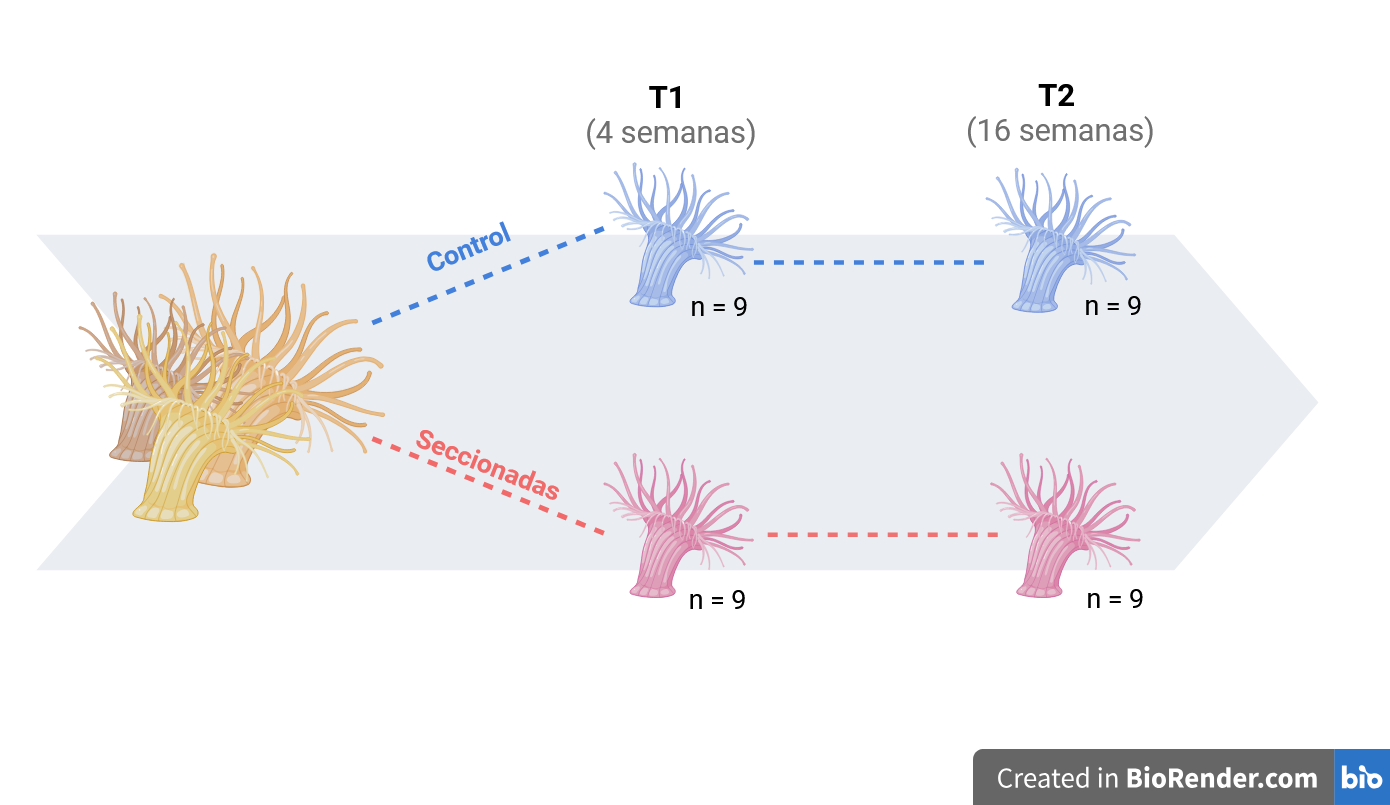 T1
(4 semanas)
T2
(16 semanas)
Control
n = 9
n = 9
Seccionadas
n = 9
n = 9
Created in BioRender.com
bio